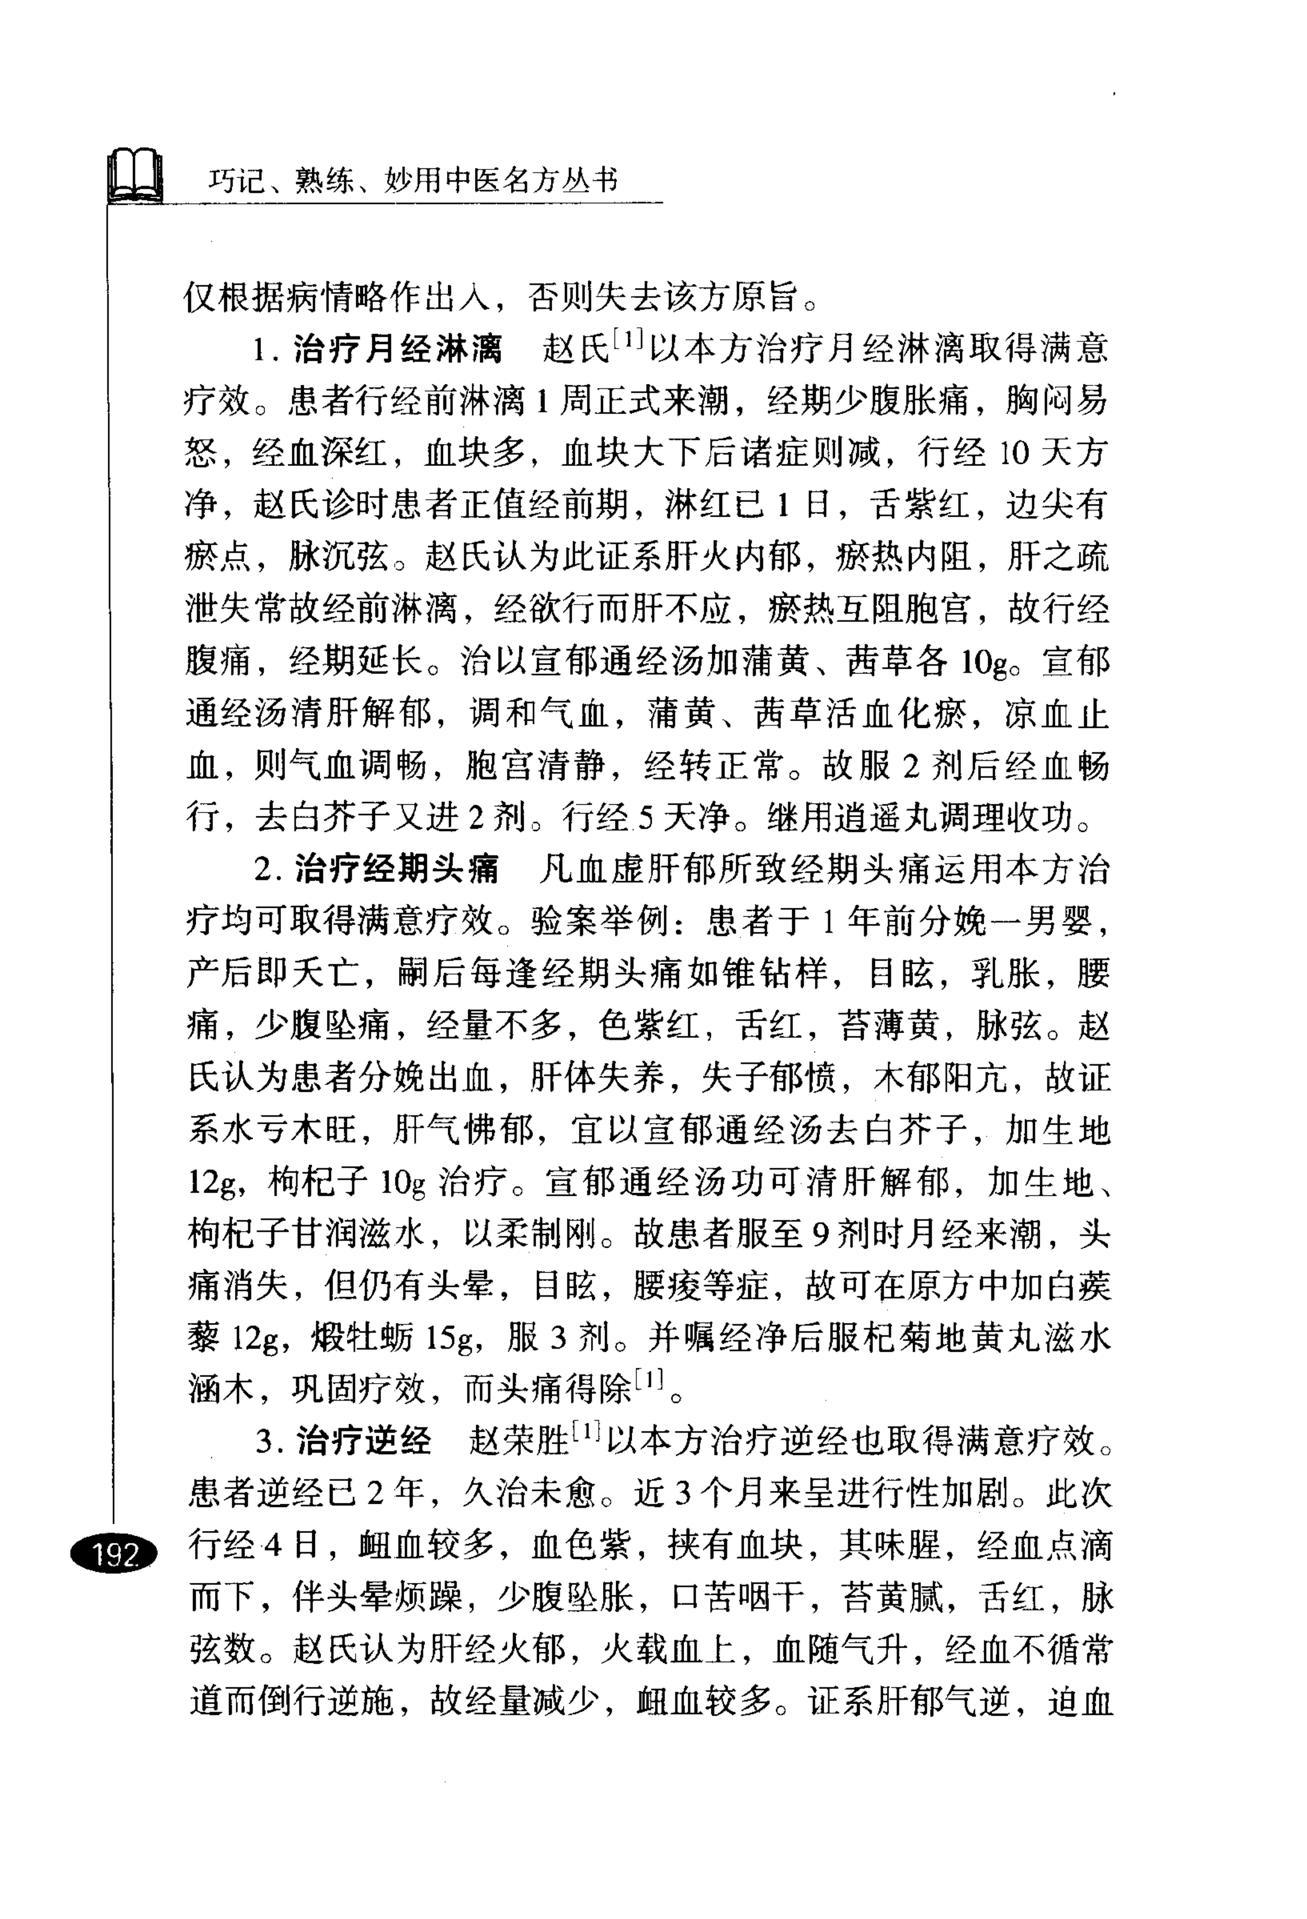 巧记、熟练、妙用中医名方丛书
仅根据病情略作出入，否则失去该方原旨。
1. 治疗月经淋漓　赵氏[1]以本方治疗月经淋漓取得满意
疗效。患者行经前淋漓1周正式来潮，经期少腹胀痛，胸闷易
怒，经血深红，血块多，血块大下后诸症则减，行经10天方
净，赵氏诊时患者正值经前期，淋红已1日，舌紫红，边尖有
瘀点，脉沉弦。赵氏认为此证系肝火内郁，瘀热内阻，肝之疏
泄失常故经前淋漓，经欲行而肝不应，瘀热互阻胞宫，故行经
腹痛，经期延长。治以宣郁通经汤加蒲黄、茜草各10g。宣郁
通经汤清肝解郁，调和气血，蒲黄、茜草活血化瘀，凉血止
血，则气血调畅，胞宫清静，经转正常。故服2剂后经血畅
行，去白芥子又进2剂。行经5天净。继用逍遥丸调理收功。
2. 治疗经期头痛　凡血虚肝郁所致经期头痛运用本方治
疗均可取得满意疗效。验案举例：患者于1年前分娩一男婴，
产后即夭亡，嗣后每逢经期头痛如锥钻样，目眩，乳胀，腰
痛，少腹坠痛，经量不多，色紫红，舌红，苔薄黄，脉弦。赵
氏认为患者分娩出血，肝体失养，失子郁愤，木郁阳亢，故证
系水亏木旺，肝气怫郁，宜以宣郁通经汤去白芥子，加生地
12g，枸杞子10g治疗。宣郁通经汤功可清肝解郁，加生地、
枸杞子甘润滋水，以柔制刚。故患者服至9剂时月经来潮，头
痛消失，但仍有头晕，目眩，腰痠等症，故可在原方中加白蒺
藜12g，煅牡蛎15g，服3剂。并嘱经净后服杞菊地黄丸滋水
涵木，巩固疗效，而头痛得除[1]。
3. 治疗逆经　赵荣胜[1]以本方治疗逆经也取得满意疗效。
患者逆经已2年，久治未愈。近3个月来呈进行性加剧。此次
行经4日，衄血较多，血色紫，挟有血块，其味腥，经血点滴
而下，伴头晕烦躁，少腹坠胀，口苦咽干，苔黄腻，舌红，脉
弦数。赵氏认为肝经火郁，火载血上，血随气升，经血不循常
道而倒行逆施，故经量减少，衄血较多。证系肝郁气逆，迫血
192